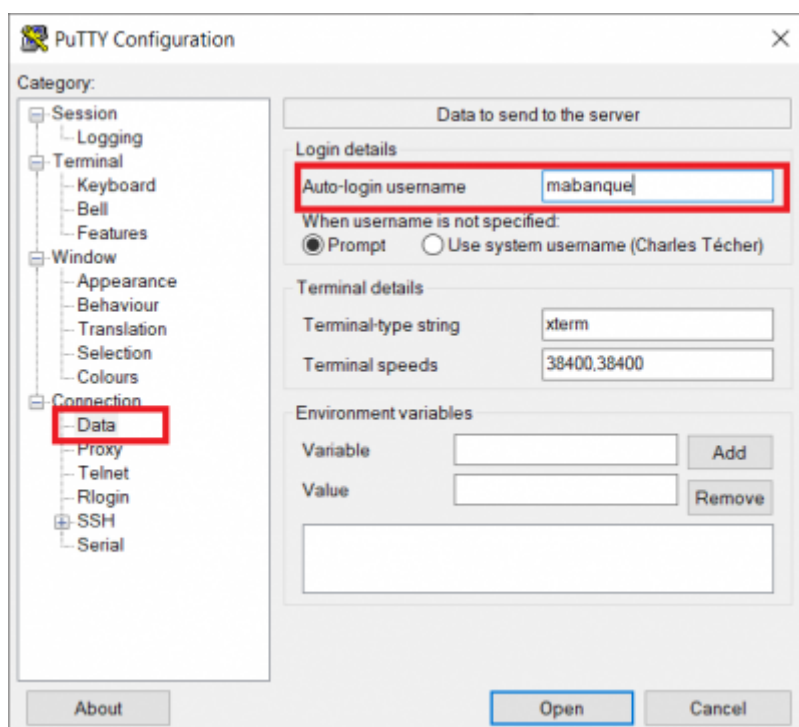 PuTTY Configuration
Category:
Session
Logging
Terminal
Keyboard
Bell
Features
Window
Appearance
Behaviour
Translation
Selection
Colours
Connection
Data
Proxy
Telnet
Rlogin
SSH
Serial
Data to send to the server
Login details
Auto-login username mabanque
When username is not specified:
Prompt Use system username (Charles Técher)
Terminal details
Terminal-type string xterm
Terminal speeds 38400,38400
Environment variables
Variable Add
Value Remove
About Open Cancel